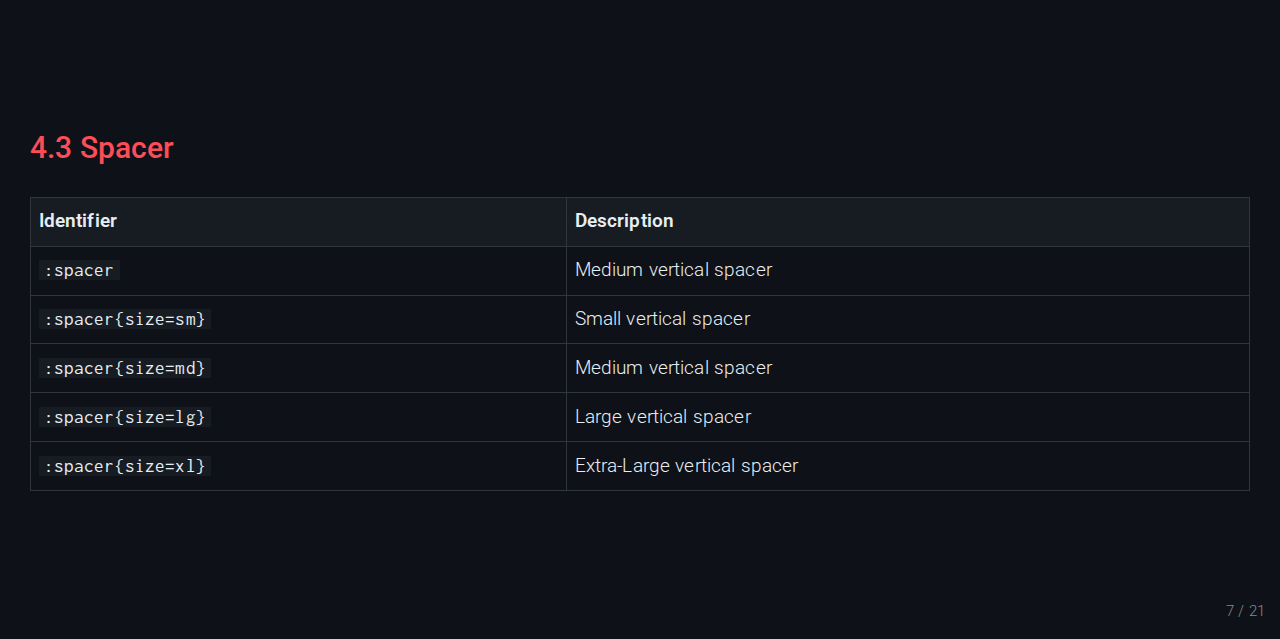 4.3 Spacer
Identifier Description
:spacer Medium vertical spacer
:spacer{size=sm} Small vertical spacer
:spacer{size=md} Medium vertical spacer
:spacer{size=lg} Large vertical spacer
:spacer{size=xl} Extra-Large vertical spacer
7 / 21